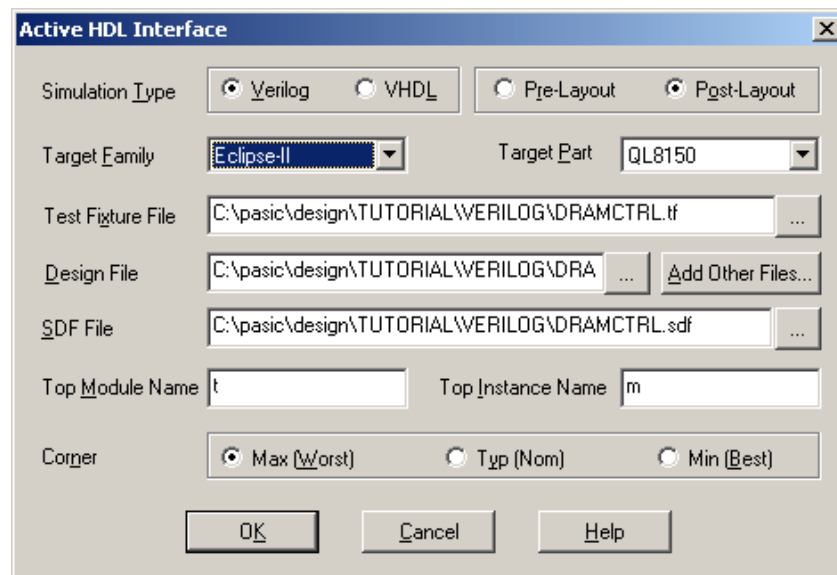 Active HDL Interface
Simulation Type Verilog VHDL Pre-Layout Post-Layout
Target Family Eclipse-II Target Part QL8150
Test Fixture File C:\pasic\design\TUTORIAL\VERILOG\DRAMCTRL.tf ...
Design File C:\pasic\design\TUTORIAL\VERILOG\DRA ... Add Other Files...
SDF File C:\pasic\design\TUTORIAL\VERILOG\DRAMCTRL.sdf ...
Top Module Name t Top Instance Name m
Corner Max (Worst) Typ (Nom) Min (Best)
OK Cancel Help